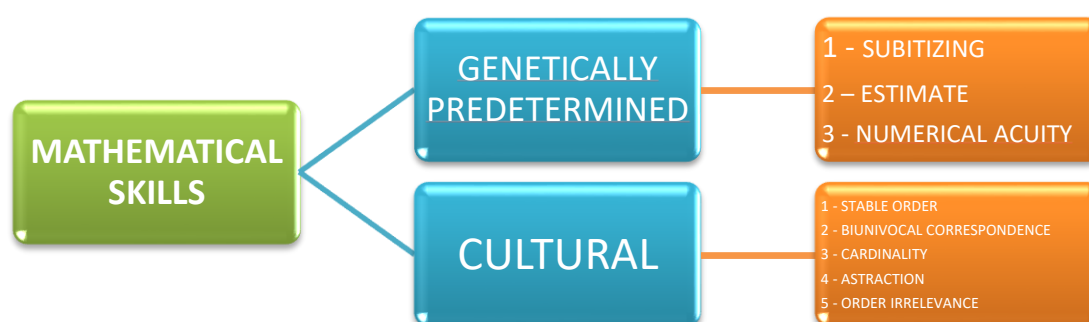 MATHEMATICAL
SKILLS
GENETICALLY
PREDETERMINED
1 - SUBITIZING
2 – ESTIMATE
3 - NUMERICAL ACUITY
CULTURAL
1 - STABLE ORDER
2 - BIUNIVOCAL CORRESPONDENCE
3 - CARDINALITY
4 - ASTRACTION
5 - ORDER IRRELEVANCE